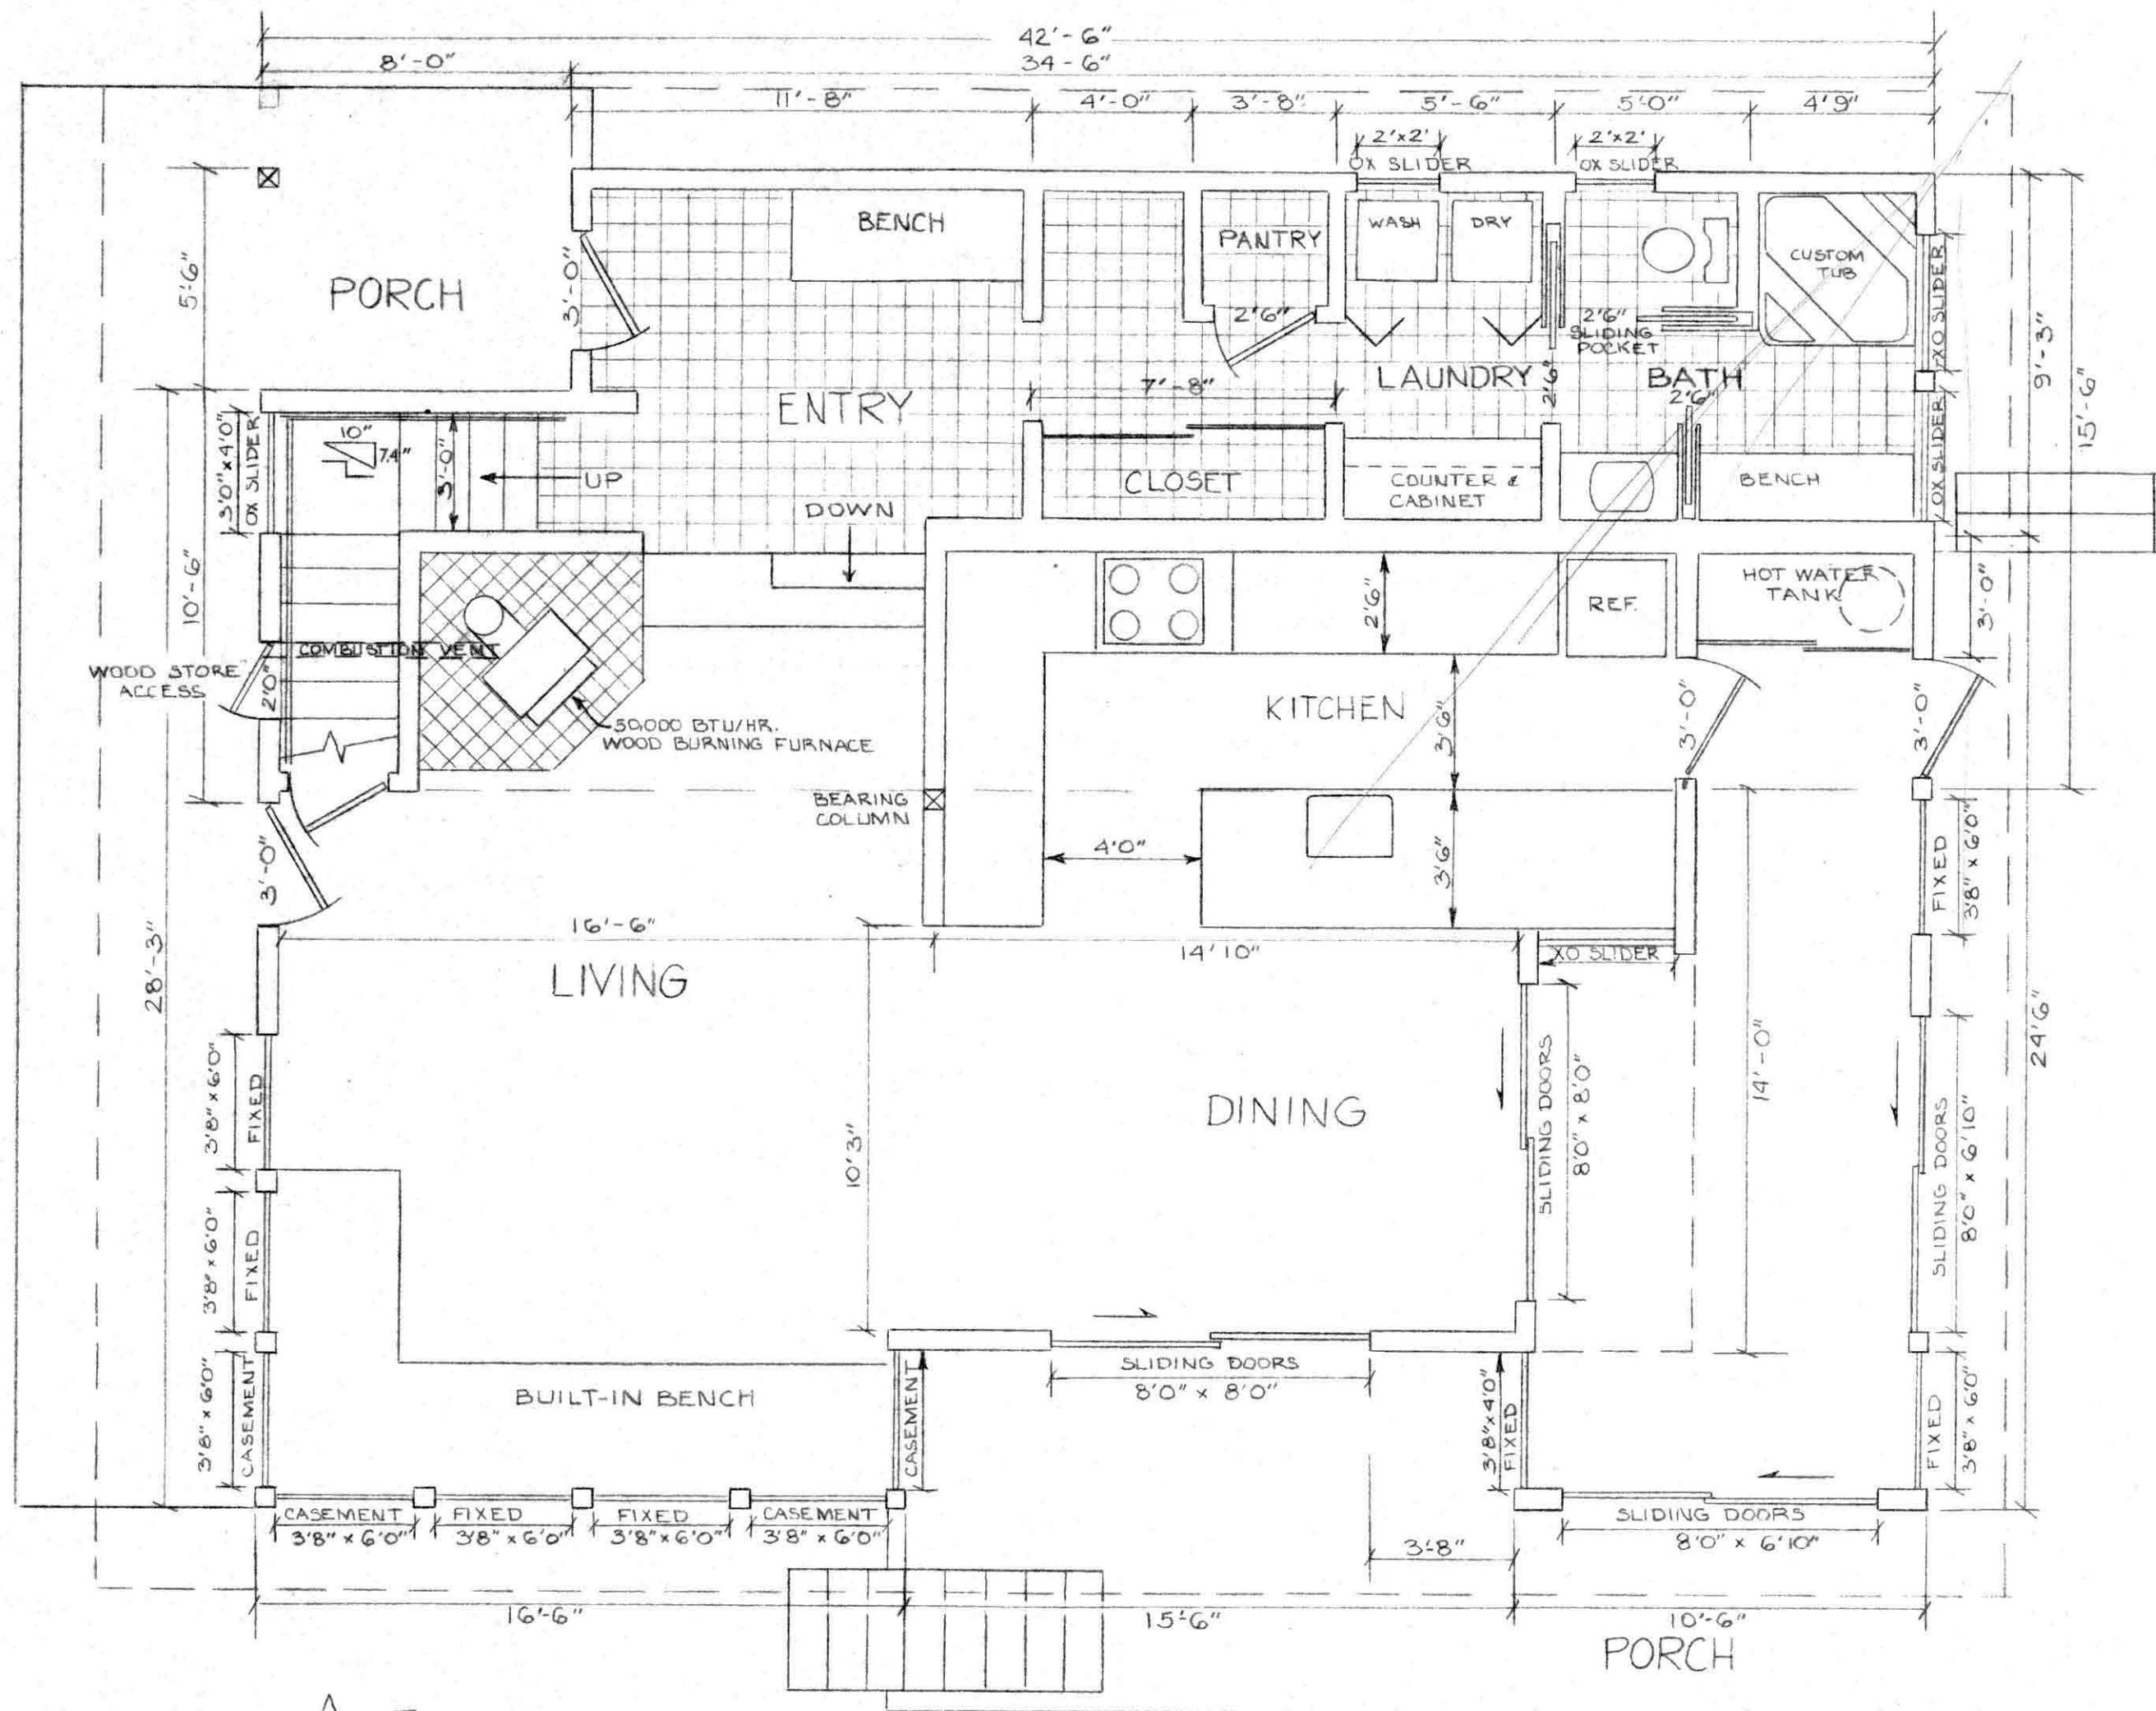 42'-6"
8'-0"
34-6"
11'-8"
4'-0"
3'-8"
5'-6"
5'0"
4'9"
2'x2'
OX SLIDER
2'x2'
OX SLIDER
5'-6"
PORCH
3'-0"
BENCH
PANTRY
2'6"
WASH
DRY
2'6"
SLIDING
POCKET
CUSTOM
TUB
XO SLIDER
9'-3"
15'-6"
ENTRY
7'-8"
LAUNDRY
2'6"
BATH
2'6"
3'0"x4'0"
OX SLIDER
10"
7.4"
3'-0"
UP
DOWN
CLOSET
COUNTER &
CABINET
BENCH
OX SLIDER
10'-6"
2'6"
REF.
HOT WATER
TANK
3'-0"
COMBUSTION VENT
WOOD STORE
ACCESS
2'0"
50,000 BTU/HR.
WOOD BURNING FURNACE
KITCHEN
3'6"
3'-0"
3'-0"
BEARING
COLUMN
3'-0"
4'0"
3'6"
FIXED
3'8" x 6'0"
16'-6"
14'10"
XO SLIDER
LIVING
28'-3"
24'6"
14'-0"
3'8" x 6'0"
FIXED
DINING
10'3"
SLIDING DOORS
8'0" x 8'0"
SLIDING DOORS
8'0" x 6'10"
3'8" x 6'0"
FIXED
3'8" x 6'0"
CASEMENT
BUILT-IN BENCH
CASEMENT
SLIDING DOORS
8'0" x 8'0"
3'8" x 4'0"
FIXED
FIXED
3'8" x 6'0"
CASEMENT
3'8" x 6'0"
FIXED
3'8" x 6'0"
FIXED
3'8" x 6'0"
CASEMENT
3'8" x 6'0"
SLIDING DOORS
8'0" x 6'10"
3'-8"
16'-6"
15'-6"
10'-6"
PORCH